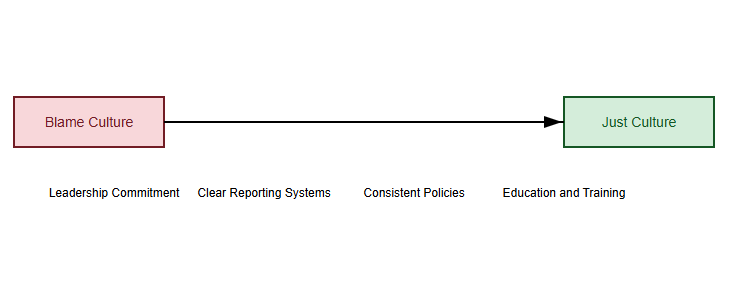 Blame Culture
Just Culture
Leadership Commitment
Clear Reporting Systems
Consistent Policies
Education and Training